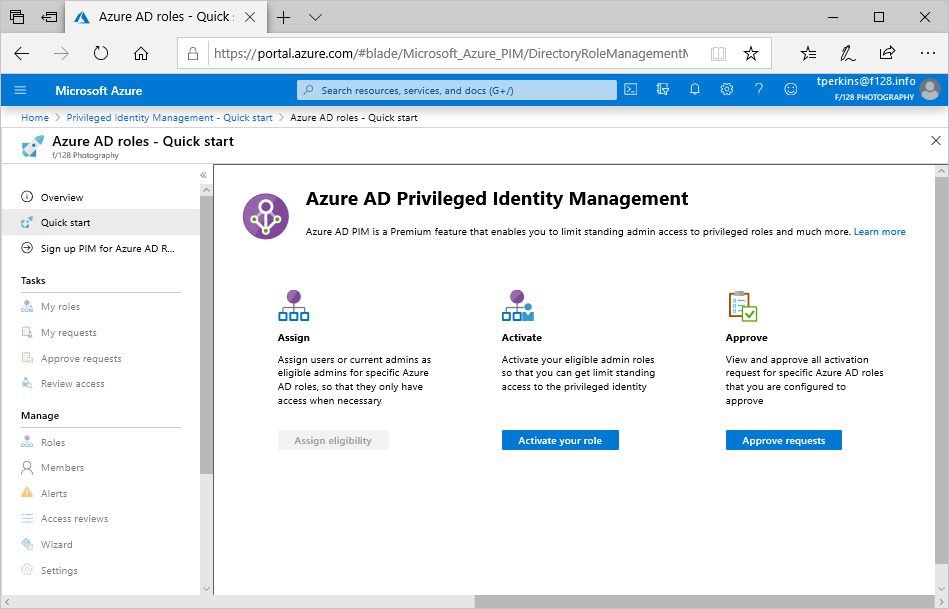 Azure AD roles - Quick
https://portal.azure.com/#blade/Microsoft_Azure_PIM/DirectoryRoleManagementM
Microsoft Azure
Search resources, services, and docs (G+/)
tperkins@f128.info
F/128 PHOTOGRAPHY
Home > Privileged Identity Management - Quick start > Azure AD roles - Quick start
Azure AD roles - Quick start
f/128 Photography
Overview
Quick start
Sign up PIM for Azure AD R...
Tasks
My roles
My requests
Approve requests
Review access
Manage
Roles
Members
Alerts
Access reviews
Wizard
Settings
Azure AD Privileged Identity Management
Azure AD PIM is a Premium feature that enables you to limit standing admin access to privileged roles and much more. Learn more
Assign
Assign users or current admins as
eligible admins for specific Azure
AD roles, so that they only have
access when necessary
Assign eligibility
Activate
Activate your eligible admin roles
so that you can get limit standing
access to the privileged identity
Activate your role
Approve
View and approve all activation
request for specific Azure AD roles
that you are configured to
approve
Approve requests